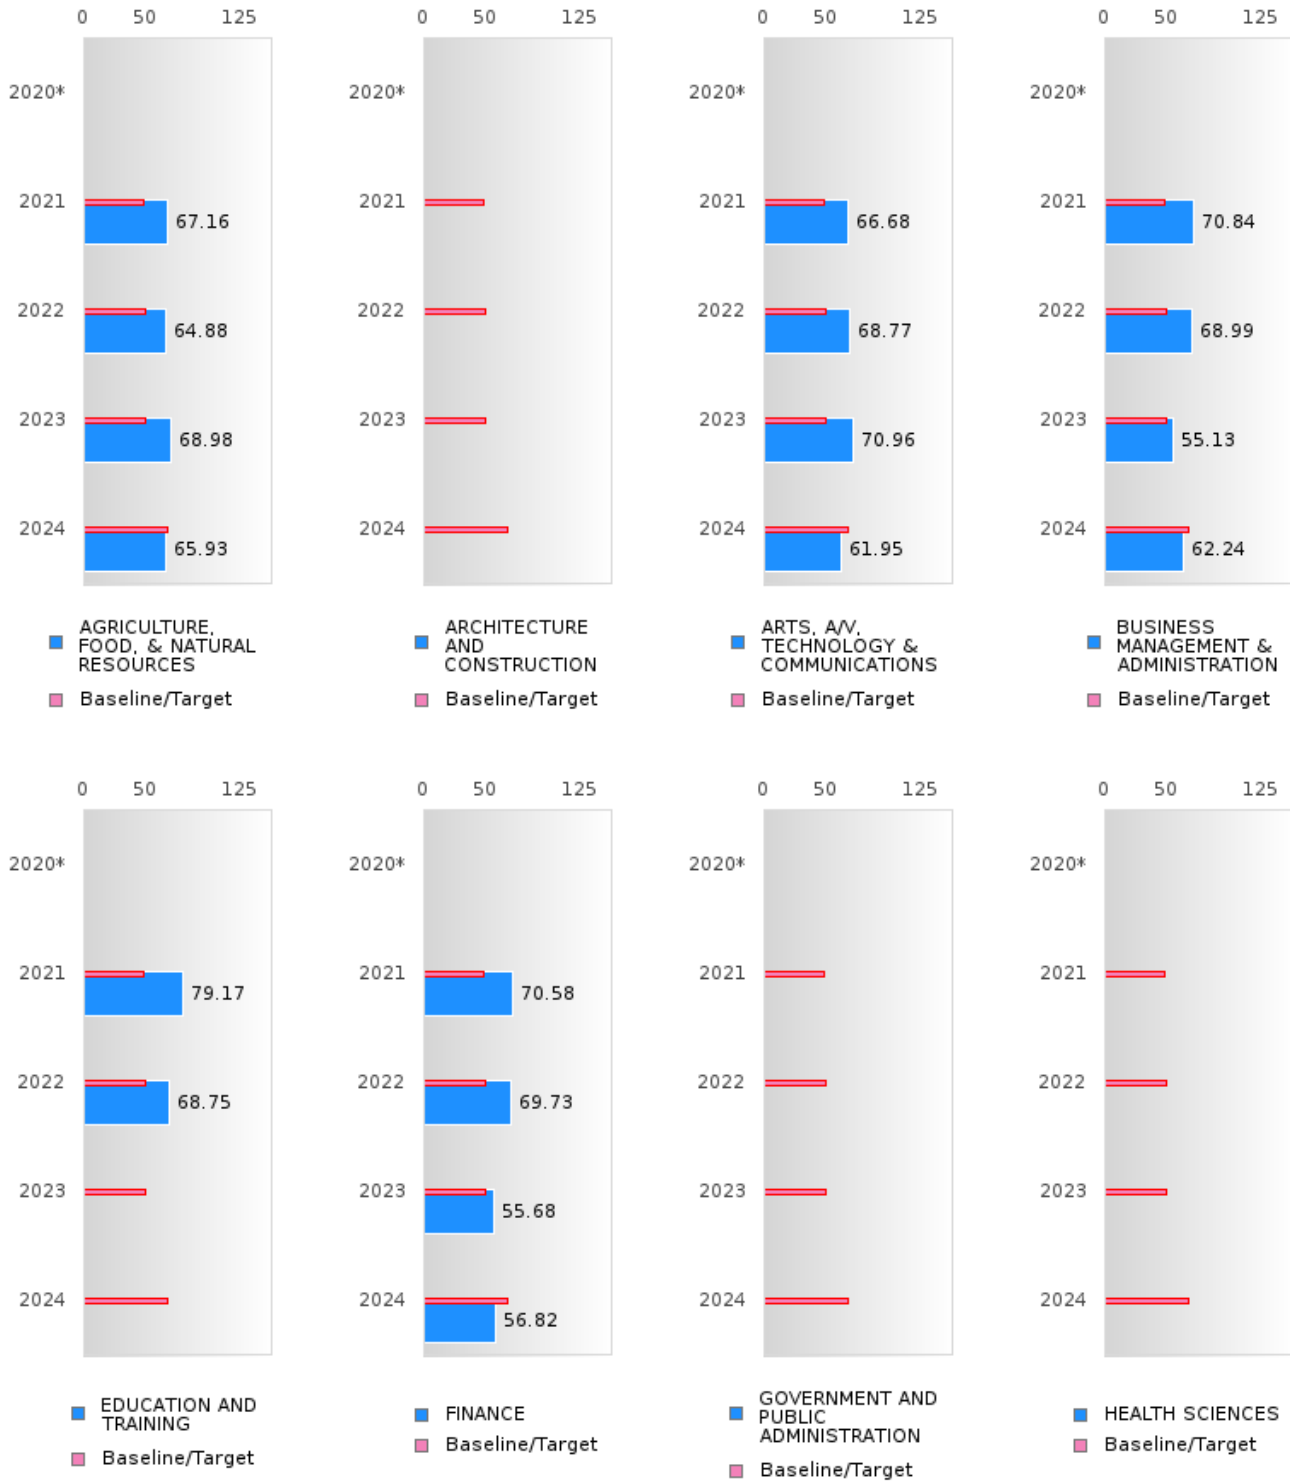 0 50 125 0 50 125 0 50 125 0 50 125
2020* 2020* 2020* 2020*
2021 67.16 2021 2021 66.68 2021 70.84
2022 64.88 2022 2022 68.77 2022 68.99
2023 68.98 2023 2023 70.96 2023 55.13
2024 65.93 2024 2024 61.95 2024 62.24
AGRICULTURE,
FOOD, & NATURAL
RESOURCES
Baseline/Target
ARCHITECTURE
AND
CONSTRUCTION
Baseline/Target
ARTS, A/V,
TECHNOLOGY &
COMMUNICATIONS
Baseline/Target
BUSINESS
MANAGEMENT &
ADMINISTRATION
Baseline/Target
0 50 125 0 50 125 0 50 125 0 50 125
2020* 2020* 2020* 2020*
2021 79.17 2021 70.58 2021 2021
2022 68.75 2022 69.73 2022 2022
2023 2023 55.68 2023 2023
2024 2024 56.82 2024 2024
EDUCATION AND
TRAINING
Baseline/Target
FINANCE
Baseline/Target
GOVERNMENT AND
PUBLIC
ADMINISTRATION
Baseline/Target
HEALTH SCIENCES
Baseline/Target